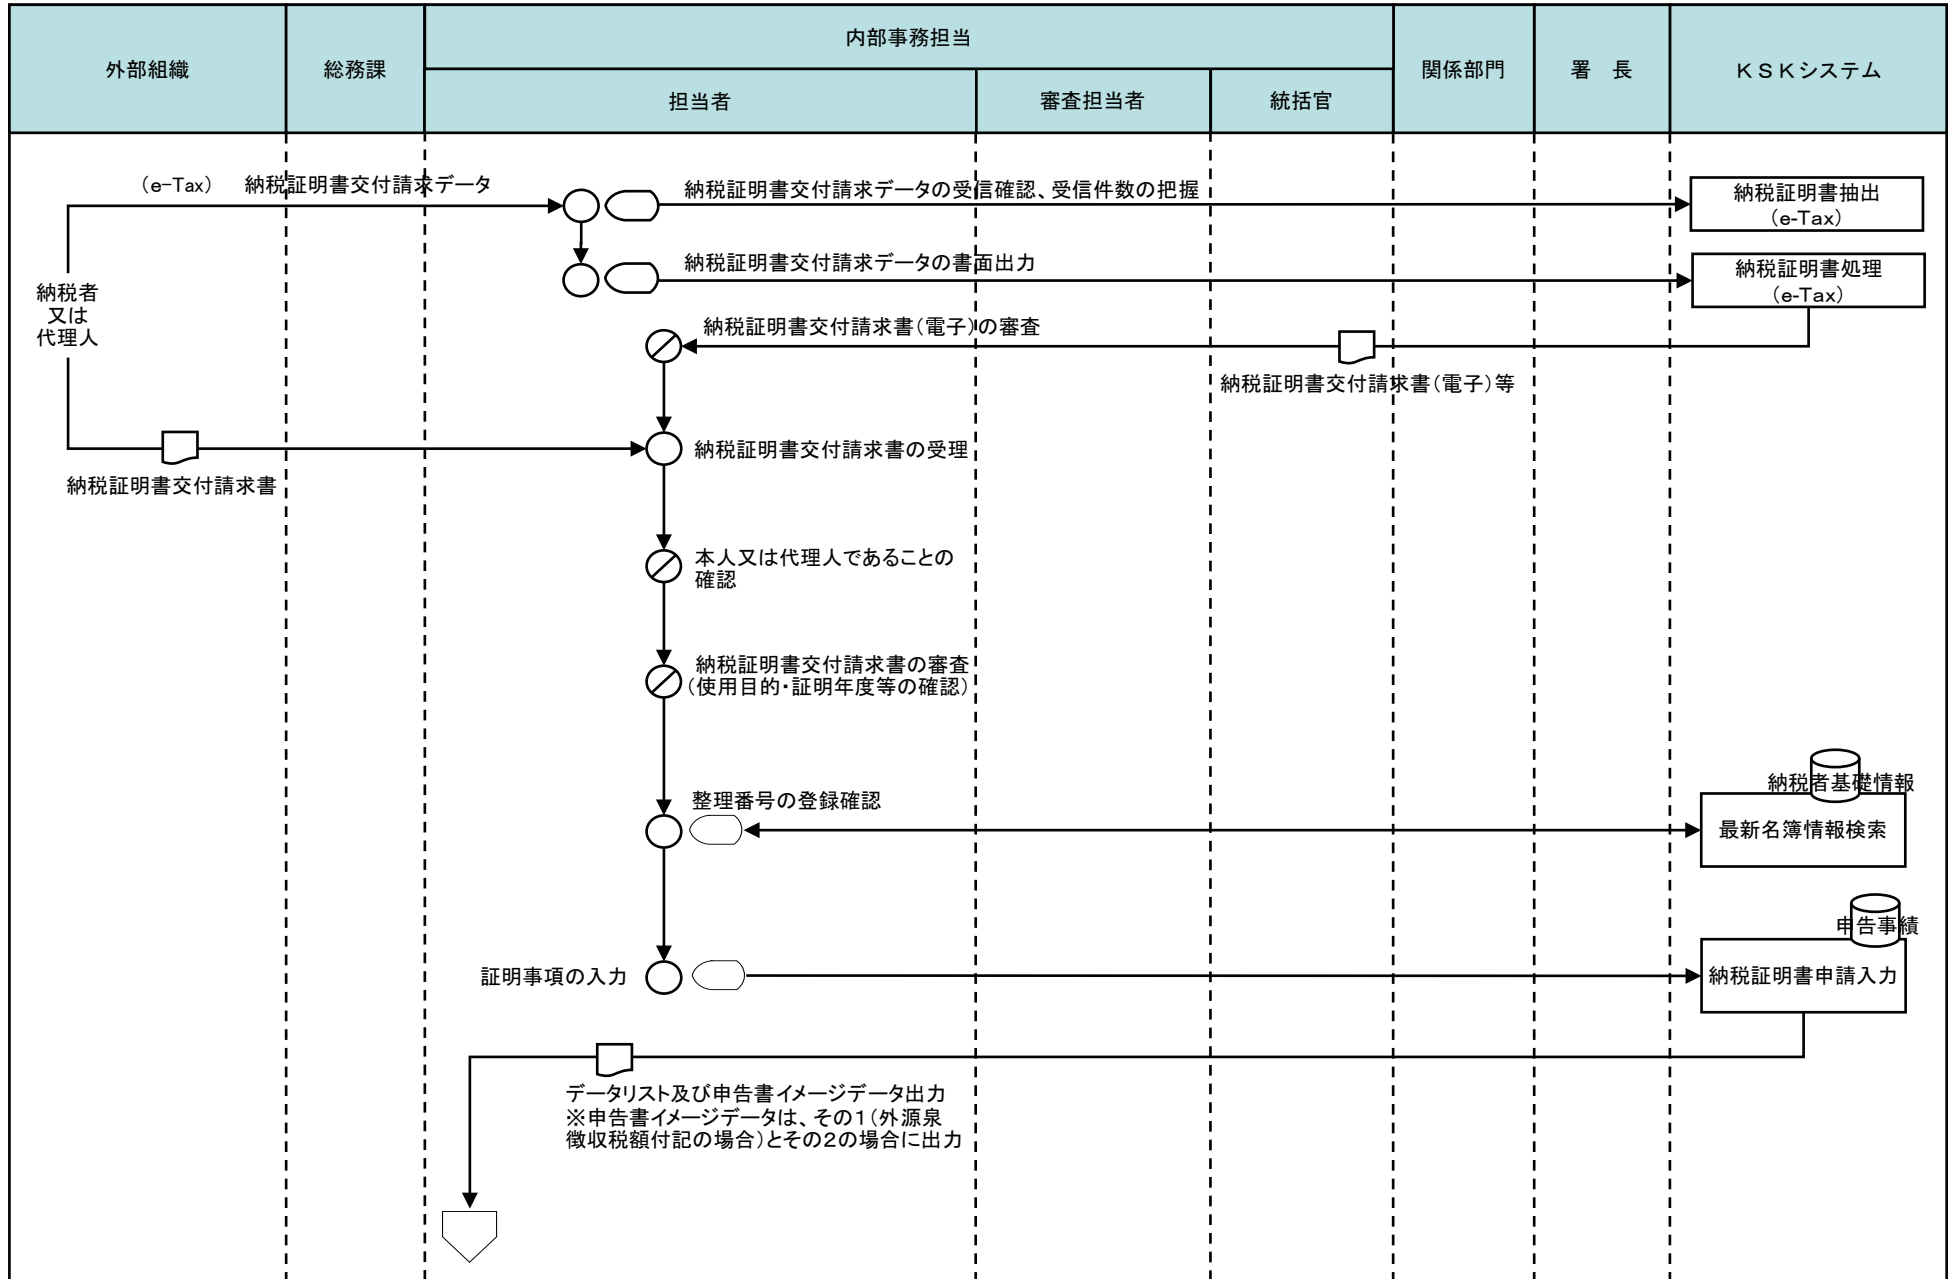 外部組織
総務課
内部事務担当
担当者
審査担当者
統括官
関係部門
署　長
ＫＳＫシステム
（e-Tax）　納税証明書交付請求データ
納税証明書交付請求データの受信確認、受信件数の把握
納税証明書抽出
（e-Tax）
納税証明書交付請求データの書面出力
納税証明書処理
（e-Tax）
納税者
又は
代理人
納税証明書交付請求書（電子）の審査
納税証明書交付請求書（電子）等
納税証明書交付請求書の受理
納税証明書交付請求書
本人又は代理人であることの
確認
納税証明書交付請求書の審査
（使用目的・証明年度等の確認）
整理番号の登録確認
納税者基礎情報
最新名簿情報検索
申告事績
証明事項の入力
納税証明書申請入力
データリスト及び申告書イメージデータ出力
※申告書イメージデータは、その１（外源泉
徴収税額付記の場合）とその２の場合に出力